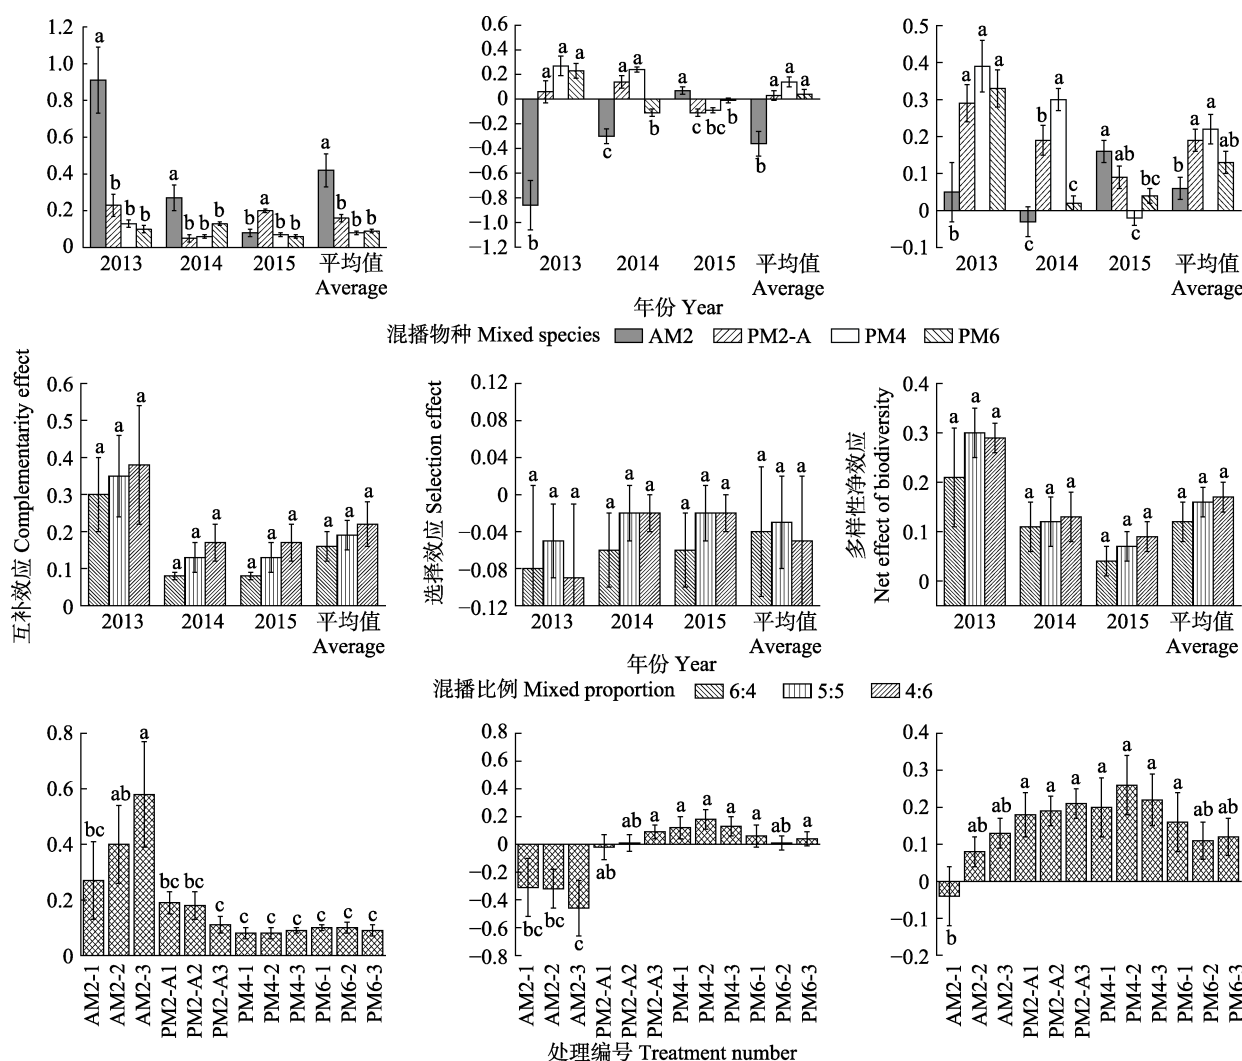 1.2
1.0
0.8
0.6
0.4
0.2
0
a
b
b
b
a
b
b
b
b
a
b
b
a
b
b
b
2013
2014
2015
平均值
Average
0.6
0.4
0.2
0
−0.2
−0.4
−0.6
−0.8
−1.0
−1.2
b
a
a
a
c
a
a
b
a
c
bc
b
b
a
a
a
2013
2014
2015
平均值
Average
0.5
0.4
0.3
0.2
0.1
0
−0.1
b
a
a
a
c
b
a
c
a
ab
c
bc
b
a
a
ab
2013
2014
2015
平均值
Average
年份 Year
混播物种 Mixed species AM2 PM2-A PM4 PM6
互补效应 Complementarity effect
0.6
0.5
0.4
0.3
0.2
0.1
0
a
a
a
a
a
a
a
a
a
a
a
a
2013
2014
2015
平均值
Average
选择效应 Selection effect
0.12
0.08
0.04
0
−0.04
−0.08
−0.12
a
a
a
a
a
a
a
a
a
a
a
a
2013
2014
2015
平均值
Average
多样性净效应
Net effect of biodiversity
0.4
0.3
0.2
0.1
0
a
a
a
a
a
a
a
a
a
a
a
a
2013
2014
2015
平均值
Average
年份 Year
混播比例 Mixed proportion 6:4 5:5 4:6
0.8
0.6
0.4
0.2
0
bc
ab
a
bc
bc
c
c
c
c
c
c
c
AM2-1
AM2-2
AM2-3
PM2-A1
PM2-A2
PM2-A3
PM4-1
PM4-2
PM4-3
PM6-1
PM6-2
PM6-3
0.8
0.6
0.4
0.2
0
−0.2
−0.4
−0.6
−0.8
bc
bc
c
ab
ab
a
a
a
a
a
ab
a
AM2-1
AM2-2
AM2-3
PM2-A1
PM2-A2
PM2-A3
PM4-1
PM4-2
PM4-3
PM6-1
PM6-2
PM6-3
0.4
0.3
0.2
0.1
0
−0.1
−0.2
b
ab
ab
a
a
a
a
a
a
a
ab
ab
AM2-1
AM2-2
AM2-3
PM2-A1
PM2-A2
PM2-A3
PM4-1
PM4-2
PM4-3
PM6-1
PM6-2
PM6-3
处理编号 Treatment number